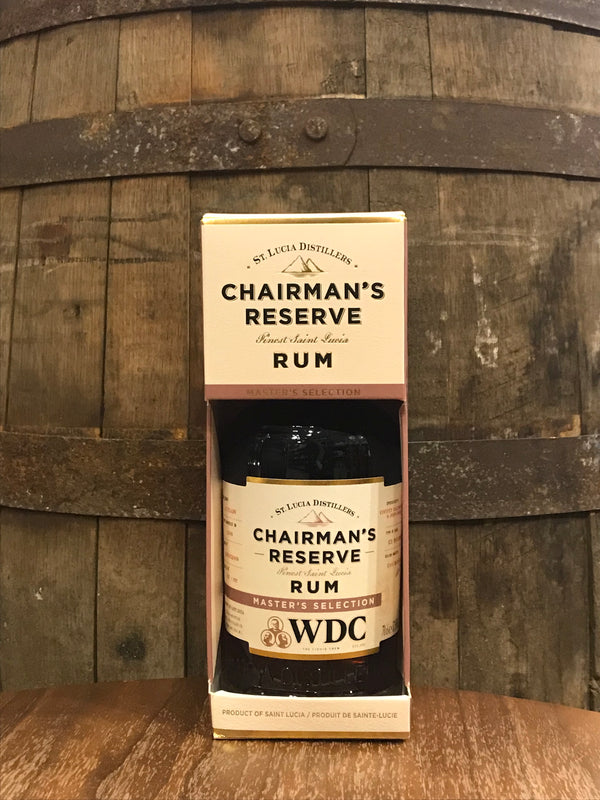 ST. LUCIA DISTILLERS
CHAIRMAN'S
RESERVE
Finest Saint Lucia
RUM
MASTER'S SELECTION
ST. LUCIA DISTILLERS
CHAIRMAN'S
RESERVE
Finest Saint Lucia
RUM
MASTER'S SELECTION
WDC
PRODUCT OF SAINT LUCIA / PRODUIT DE SAINTE-LUCIE